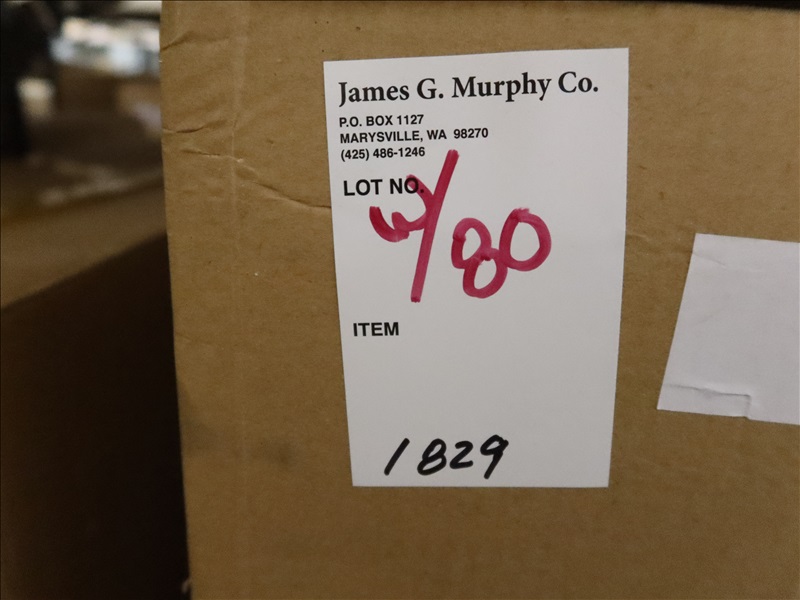 James G. Murphy Co.
P.O. BOX 1127
MARYSVILLE, WA 98270
(425) 486-1246
LOT NO.
w/80
ITEM
1829